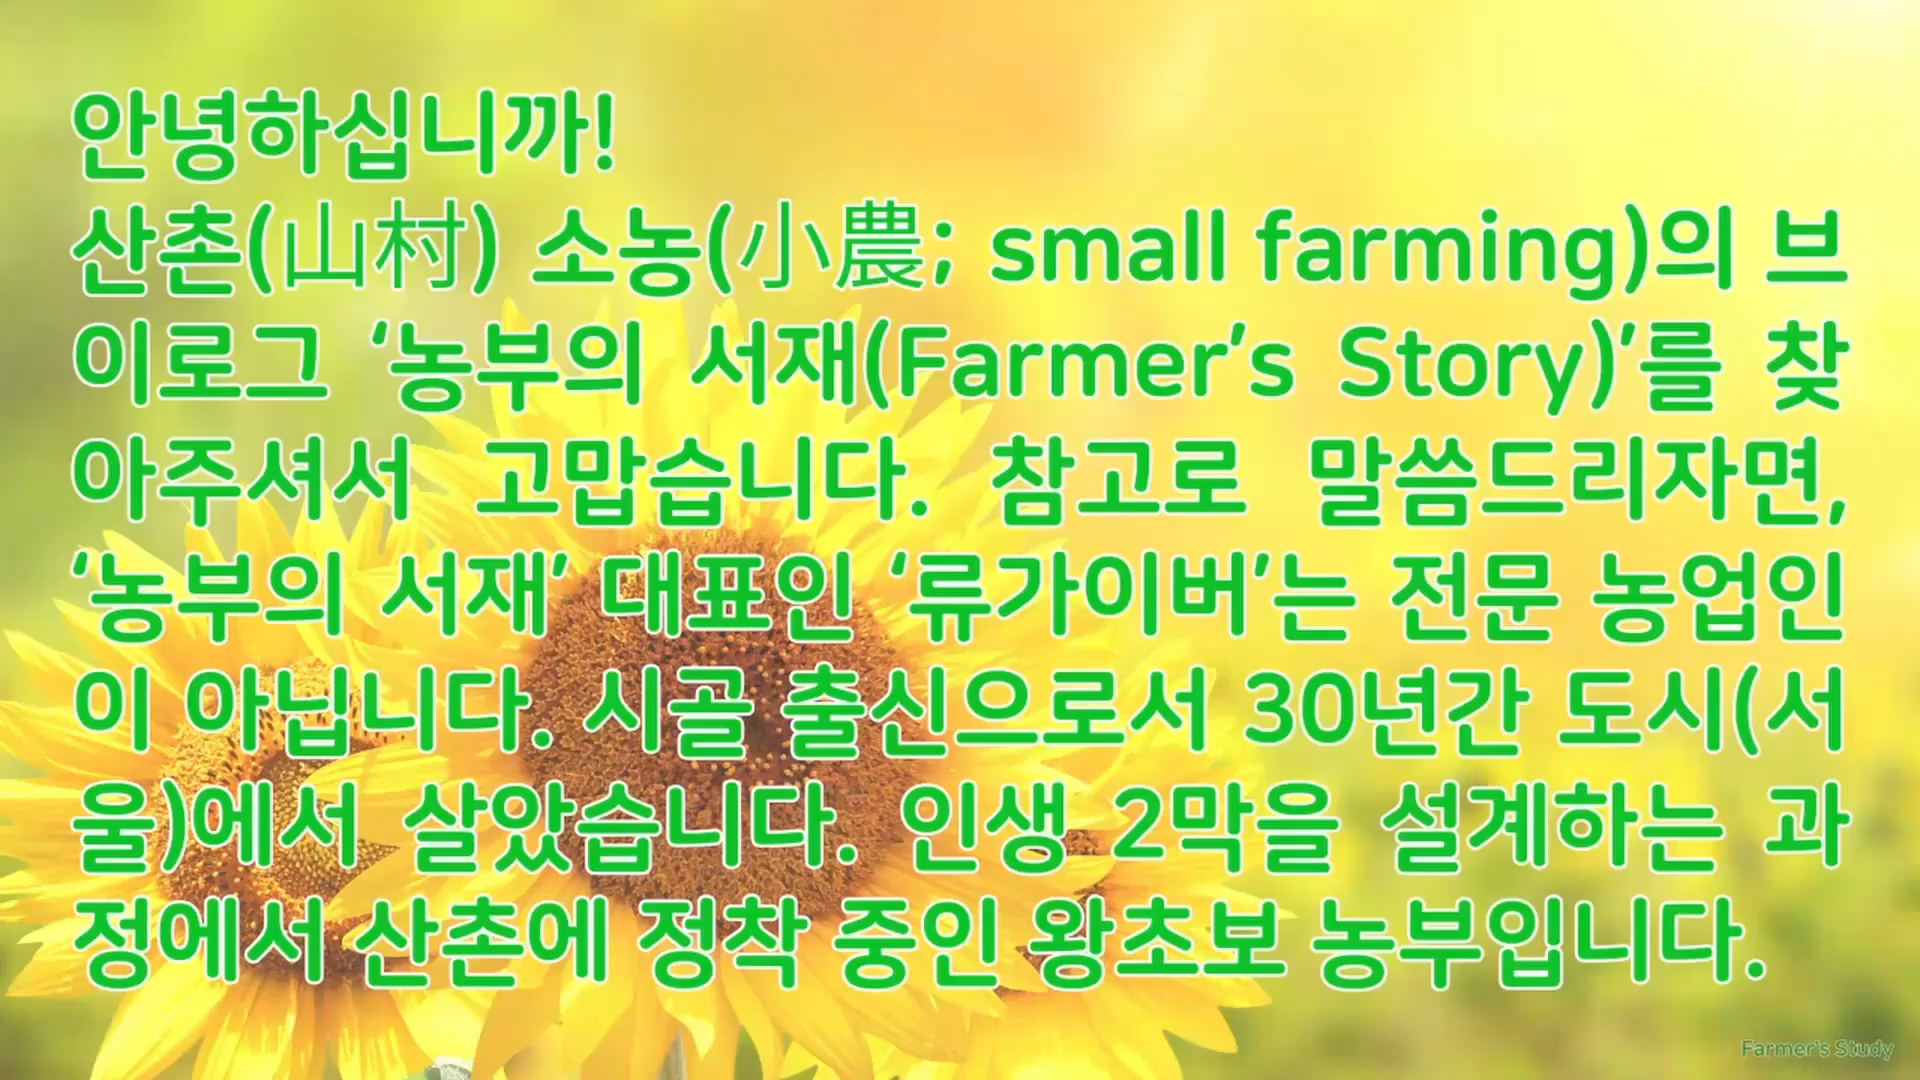 안녕하십니까!
산촌(山村) 소농(小農; small farming)의 브
이로그 ‘농부의 서재(Farmer’s Story)’를 찾
아주셔서 고맙습니다. 참고로 말씀드리자면,
‘농부의 서재’ 대표인 ‘류가이버’는 전문 농업인
이 아닙니다. 시골 출신으로서 30년간 도시(서
울)에서 살았습니다. 인생 2막을 설계하는 과
정에서 산촌에 정착 중인 왕초보 농부입니다.
Farmer's Study